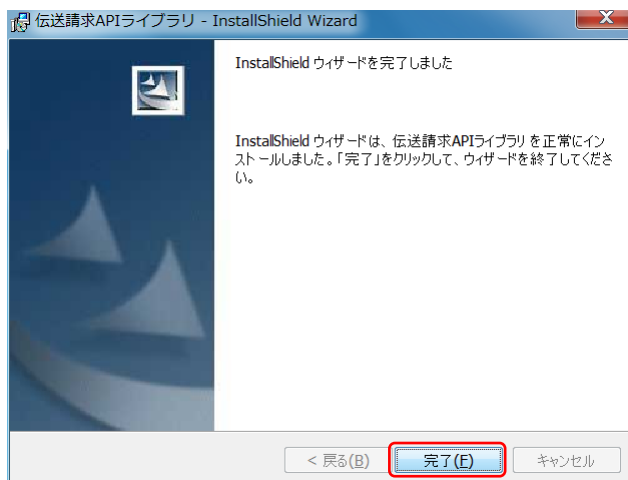 伝送請求APIライブラリ - InstallShield Wizard
InstallShield ウィザードを完了しました
InstallShield ウィザードは、伝送請求APIライブラリ を正常にイン
ストールしました。「完了」をクリックして、ウィザードを終了してくださ
い。
< 戻る(B)
完了(F)
キャンセル